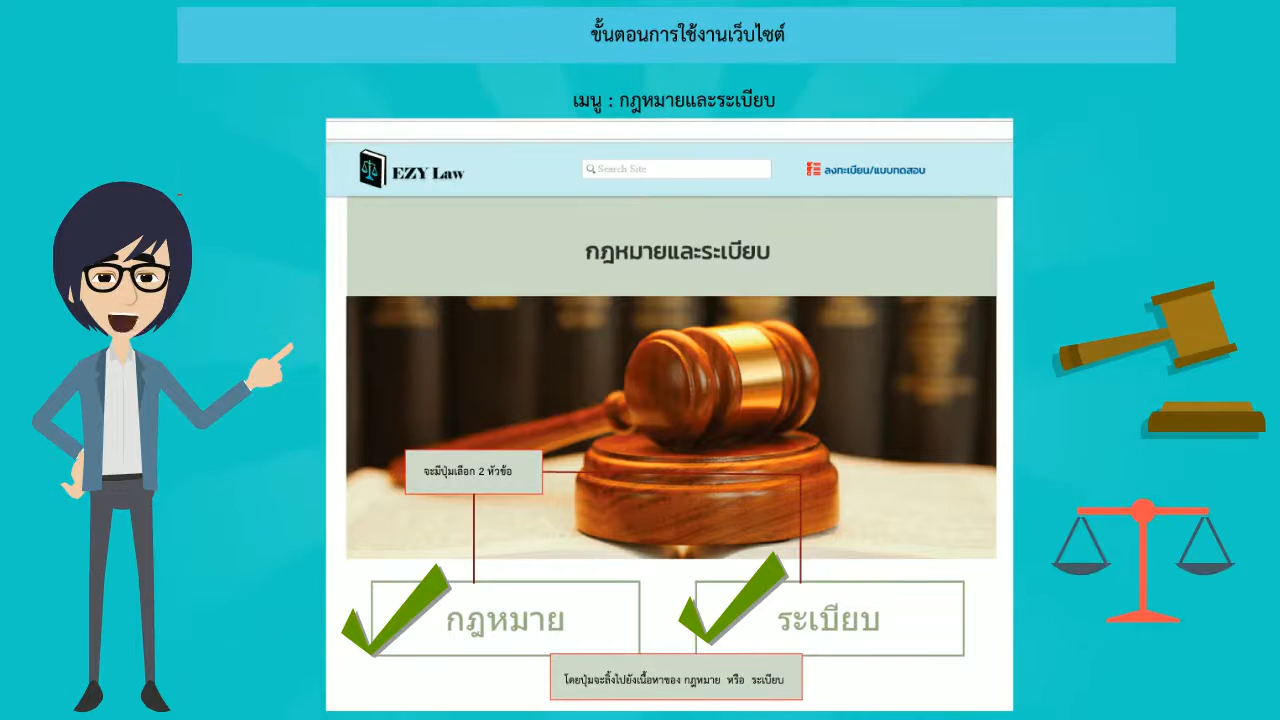 ขั้นตอนการใช้งานเว็บไซต์
เมนู : กฎหมายและระเบียบ
EZY Law
Search Site
ลงทะเบียน/แบบทดสอบ
กฎหมายและระเบียบ
จะมีปุ่มเลือก 2 หัวข้อ
กฎหมาย
ระเบียบ
โดยปุ่มจะลิ้งไปยังเนื้อหาของ กฎหมาย หรือ ระเบียบ